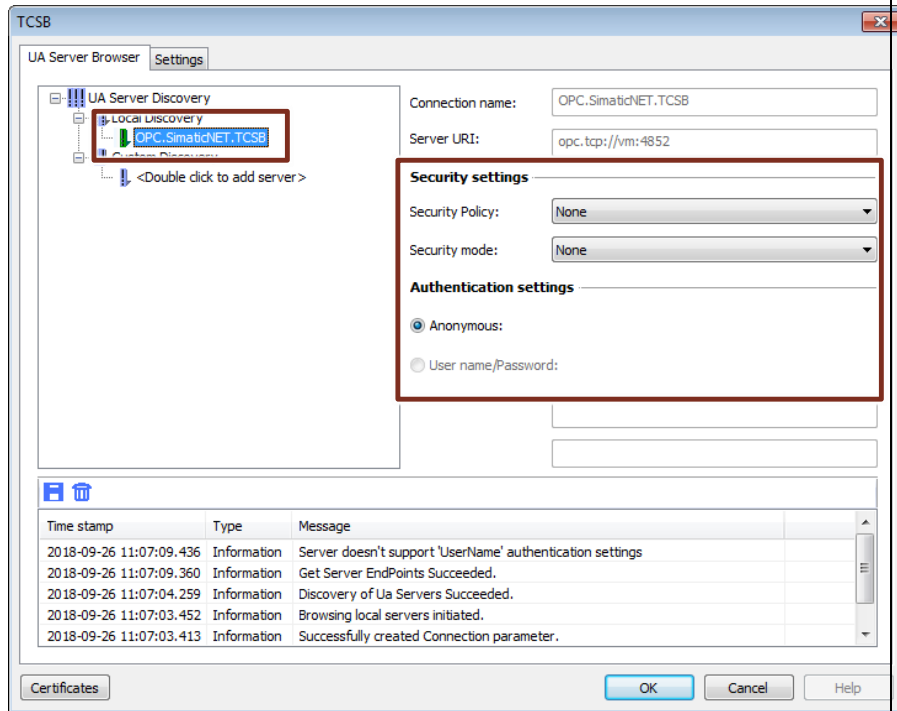 TCSB
UA Server Browser Settings
UA Server Discovery
Local Discovery
OPC.SimaticNET.TCSB
Custom Discovery
<Double click to add server>
Connection name: OPC.SimaticNET.TCSB
Server URI: opc.tcp://vm:4852
Security settings
Security Policy: None
Security mode: None
Authentication settings
Anonymous:
User name/Password:
Time stamp Type Message
2018-09-26 11:07:09.436 Information Server doesn't support 'UserName' authentication settings
2018-09-26 11:07:09.360 Information Get Server EndPoints Succeeded.
2018-09-26 11:07:04.259 Information Discovery of Ua Servers Succeeded.
2018-09-26 11:07:03.452 Information Browsing local servers initiated.
2018-09-26 11:07:03.413 Information Successfully created Connection parameter.
Certificates OK Cancel Help